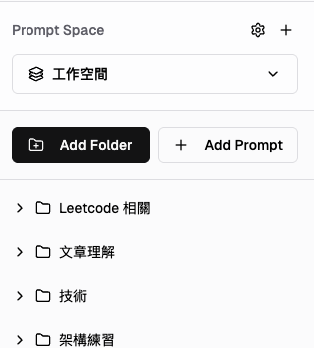 Prompt Space
工作空間
Add Folder
Add Prompt
Leetcode 相關
文章理解
技術
架構練習